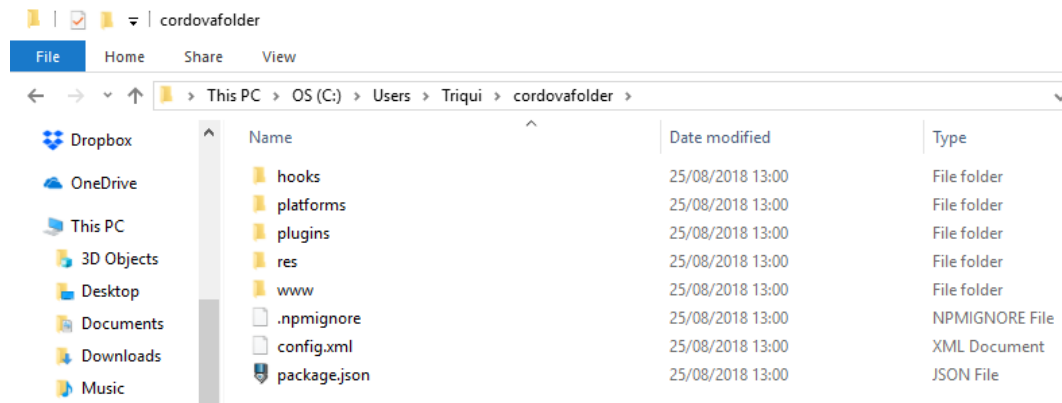 cordovafolder
File Home Share View
This PC > OS (C:) > Users > Triqui > cordovafolder >
Dropbox
OneDrive
This PC
3D Objects
Desktop
Documents
Downloads
Music
Name Date modified Type
hooks 25/08/2018 13:00 File folder
platforms 25/08/2018 13:00 File folder
plugins 25/08/2018 13:00 File folder
res 25/08/2018 13:00 File folder
www 25/08/2018 13:00 File folder
.npmignore 25/08/2018 13:00 NPMIGNORE File
config.xml 25/08/2018 13:00 XML Document
package.json 25/08/2018 13:00 JSON File